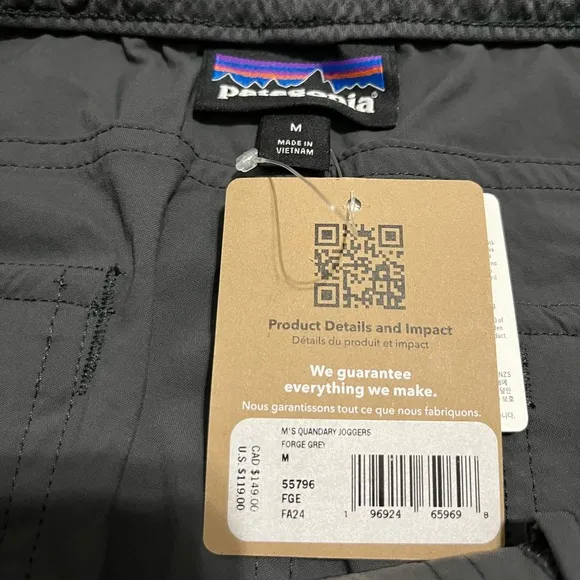 patagonia®
M
MADE IN
VIETNAM
Product Details and Impact
Détails du produit et impact
We guarantee
everything we make.
Nous garantissons tout ce que nous fabriquons.
CAD $149.00
U.S. $119.00
M'S QUANDARY JOGGERS
FORGE GREY
M
55796
FGE
FA24
1 96924 65969 8